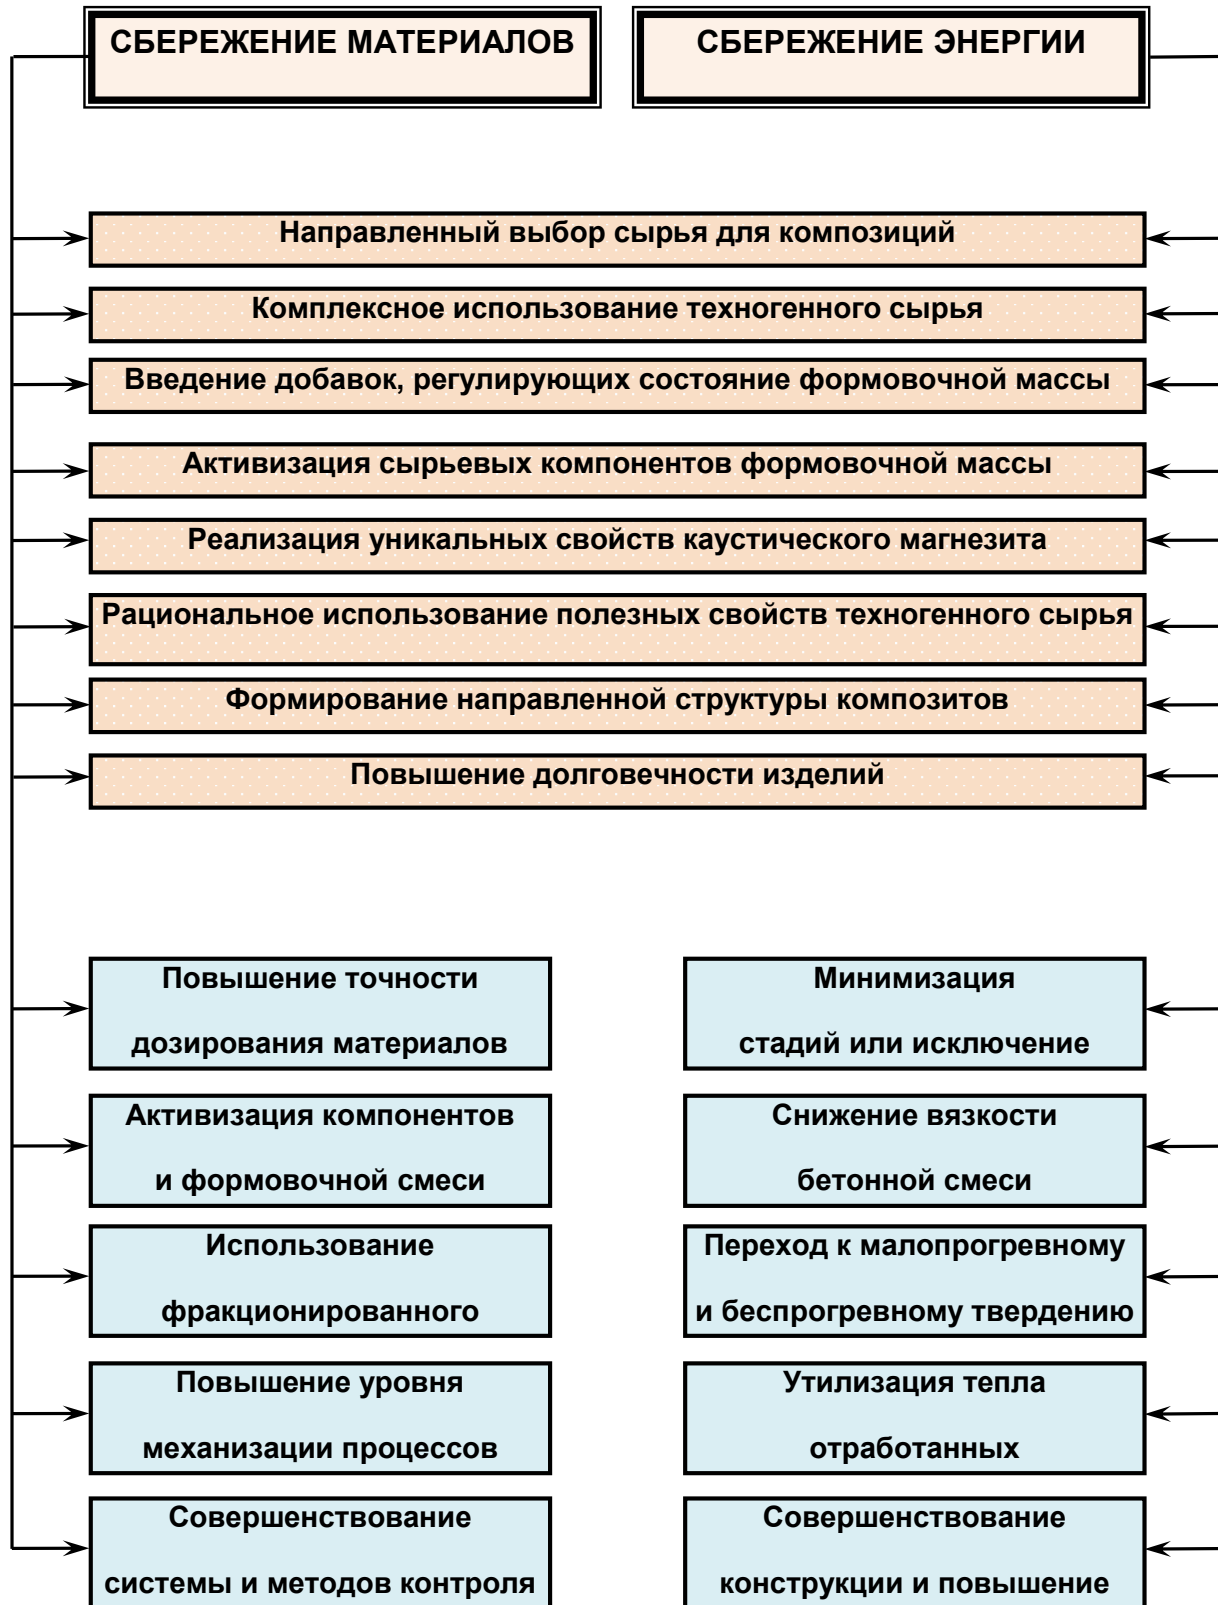 СБЕРЕЖЕНИЕ МАТЕРИАЛОВ
СБЕРЕЖЕНИЕ ЭНЕРГИИ
Направленный выбор сырья для композиций
Комплексное использование техногенного сырья
Введение добавок, регулирующих состояние формовочной массы
Активизация сырьевых компонентов формовочной массы
Реализация уникальных свойств каустического магнезита
Рациональное использование полезных свойств техногенного сырья
Формирование направленной структуры композитов
Повышение долговечности изделий
Повышение точности
дозирования материалов
Минимизация
стадий или исключение
Активизация компонентов
и формовочной смеси
Снижение вязкости
бетонной смеси
Использование
фракционированного
Переход к малопрогревному
и беспрогревному твердению
Повышение уровня
механизации процессов
Утилизация тепла
отработанных
Совершенствование
системы и методов контроля
Совершенствование
конструкции и повышение